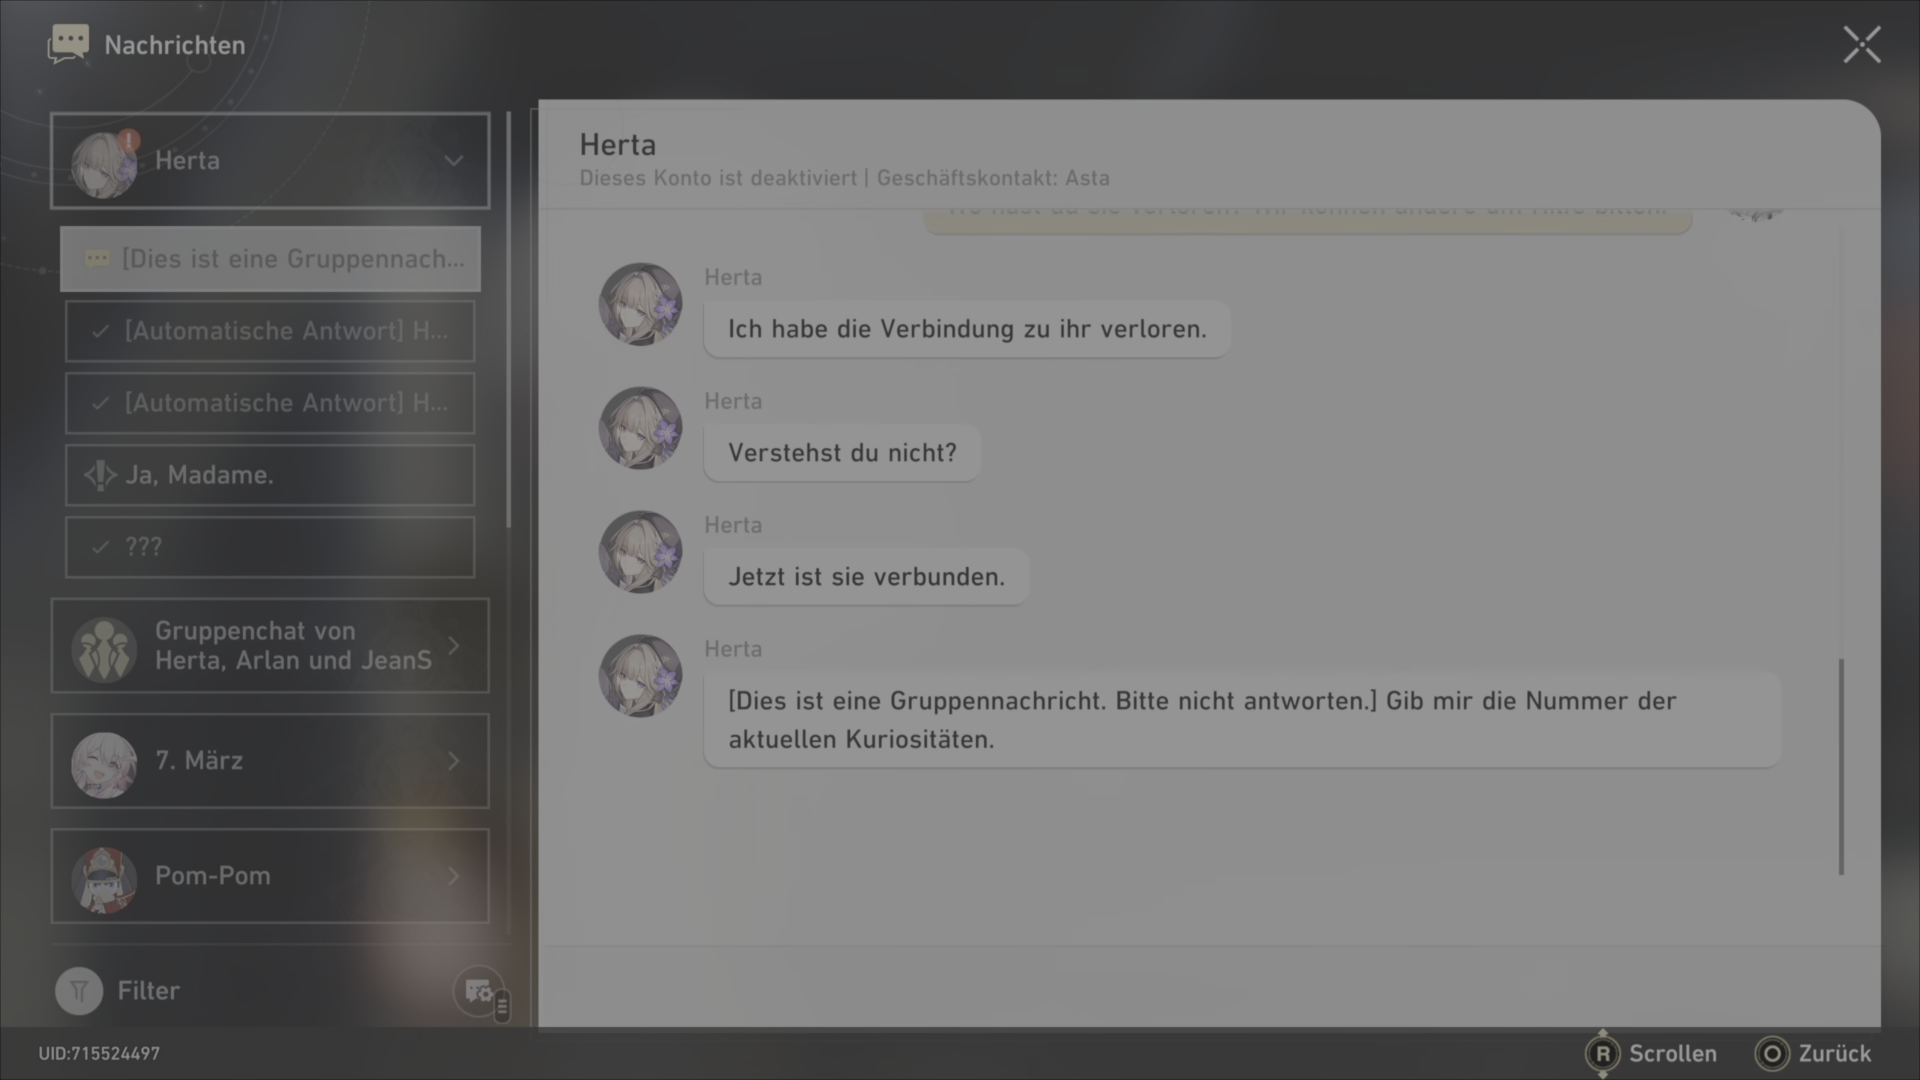 Nachrichten
Herta
[Dies ist eine Gruppennach...
[Automatische Antwort] H...
[Automatische Antwort] H...
Ja, Madame.
???
Gruppenchat von
Herta, Arlan und JeanS
7. März
Pom-Pom
Filter
Herta
Dieses Konto ist deaktiviert | Geschäftskontakt: Asta
Herta
Ich habe die Verbindung zu ihr verloren.
Herta
Verstehst du nicht?
Herta
Jetzt ist sie verbunden.
Herta
[Dies ist eine Gruppennachricht. Bitte nicht antworten.] Gib mir die Nummer der
aktuellen Kuriositäten.
UID:715524497
R Scrollen
Zurück